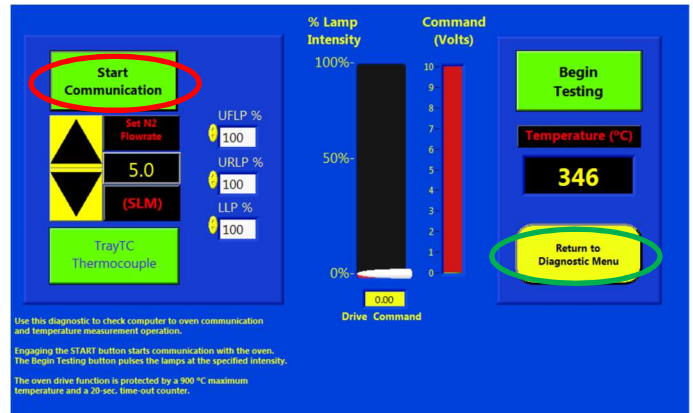 % Lamp
Intensity
Command
(Volts)
Start
Communication
Set N2
Flowrate
5.0
(SLM)
TrayTC
Thermocouple
UFLP %
100
URLP %
100
LLP %
100
100%-
50%-
0%-
10
9
8
7
6
5
4
3
2
1
0
0.00
Drive Command
Begin
Testing
Temperature (ºC)
346
Return to
Diagnostic Menu
Use this diagnostic to check computer to oven communication
and temperature measurement operation.
Engaging the START button starts communication with the oven.
The Begin Testing button pulses the lamps at the specified intensity.
The oven drive function is protected by a 900 ºC maximum
temperature and a 20-sec. time-out counter.